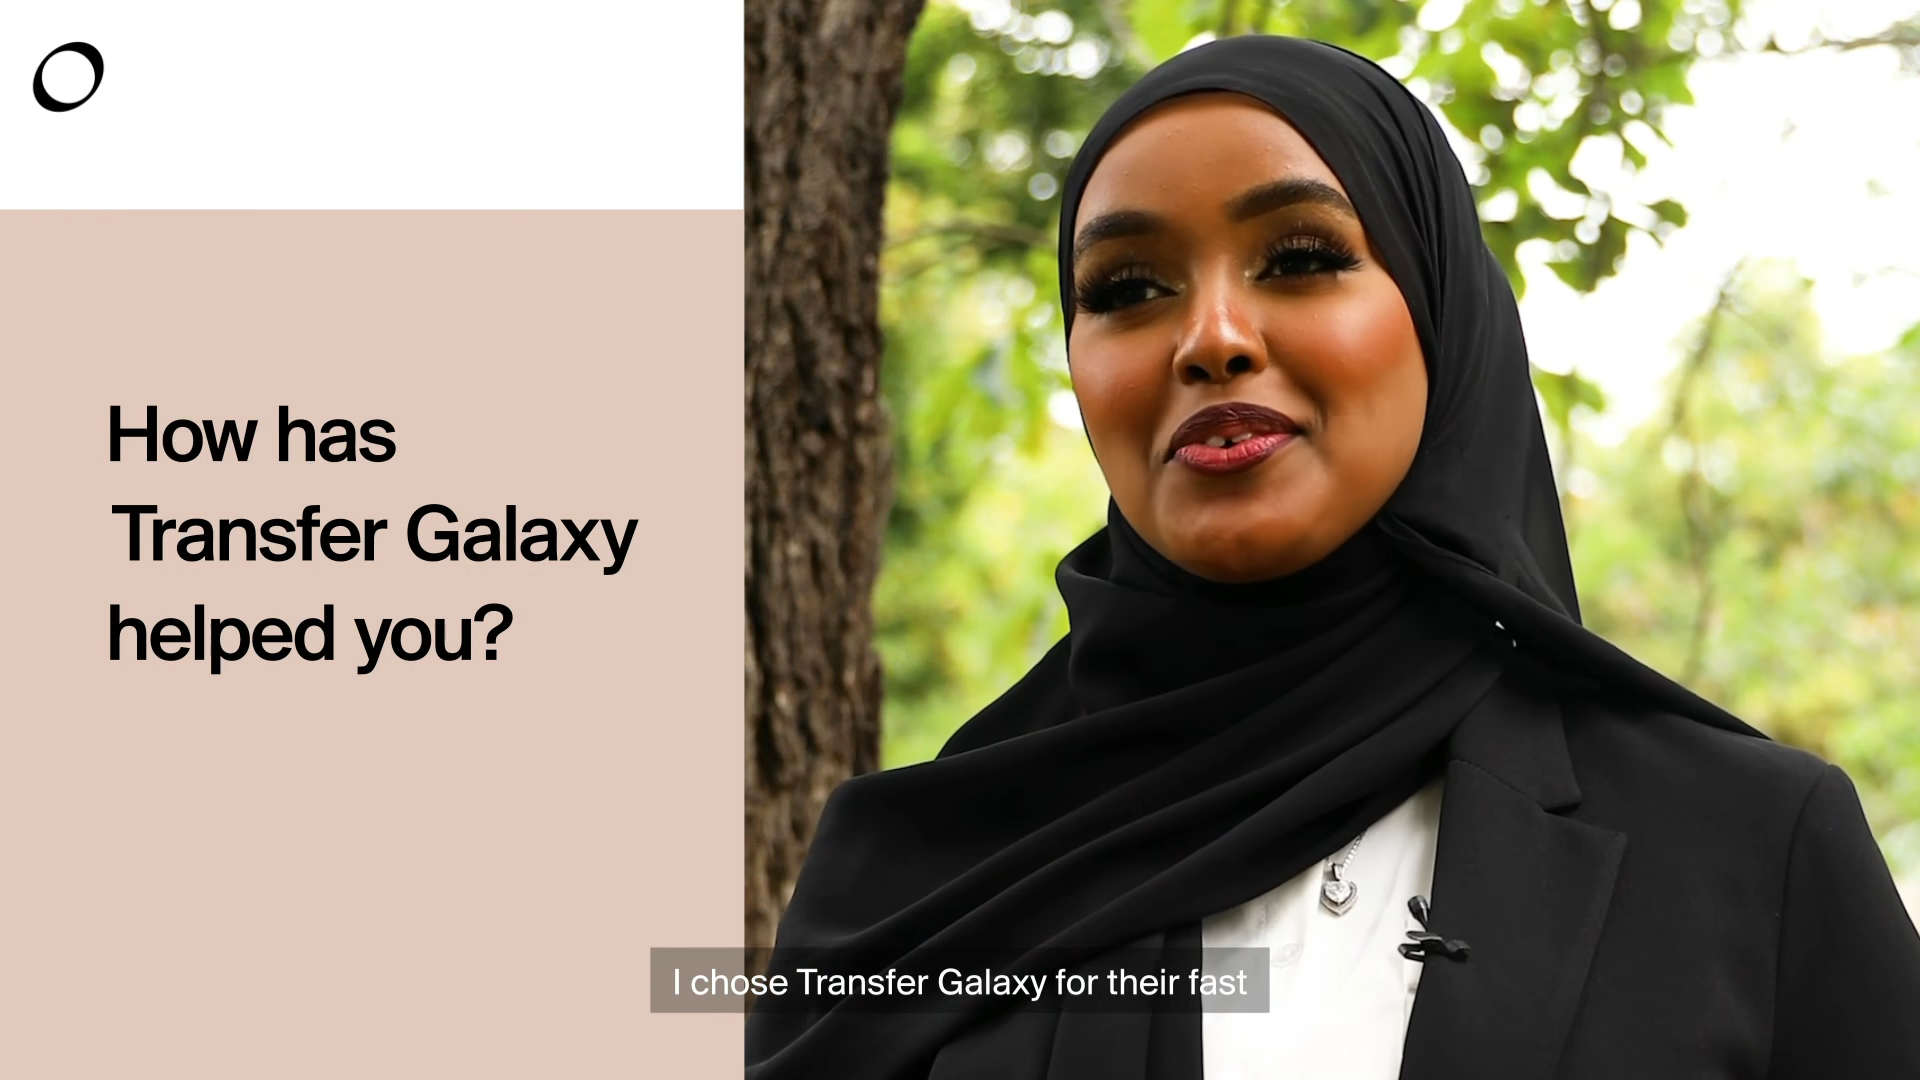 How has
Transfer Galaxy
helped you?
I chose Transfer Galaxy for their fast